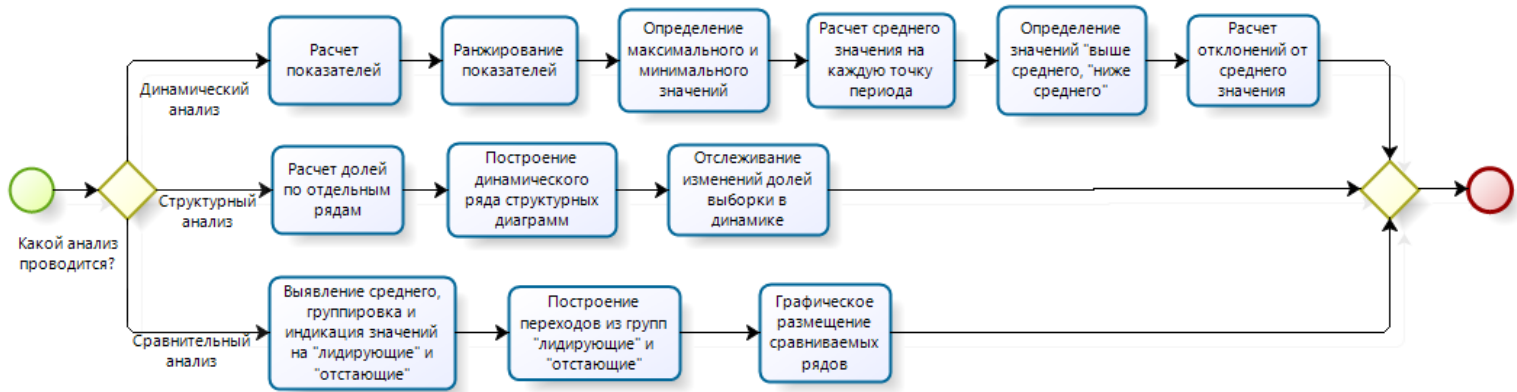 Расчет
показателей
Ранжирование
показателей
Определение
максимального и
минимального
значений
Расчет среднего
значения на
каждую точку
периода
Определение
значений "выше
среднего, "ниже
среднего"
Расчет
отклонений от
среднего
значения
Динамический
анализ
Расчет долей
по отдельным
рядам
Построение
динамического
ряда структурных
диаграмм
Отслеживание
изменений долей
выборки в
динамике
Структурный
анализ
Какой анализ
проводится?
Выявление среднего,
группировка и
индикация значений
на "лидирующие" и
"отстающие"
Построение
переходов из групп
"лидирующие" и
"отстающие"
Графическое
размещение
сравниваемых
рядов
Сравнительный
анализ